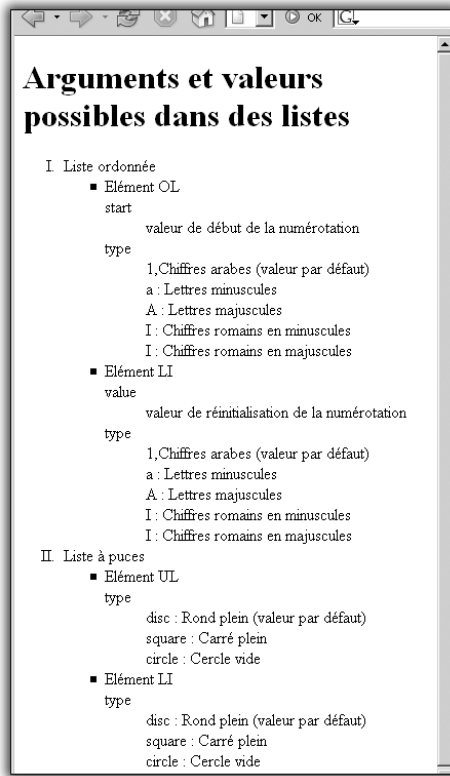 OK G
Arguments et valeurs
possibles dans des listes
I. Liste ordonnée
Elément OL
start
valeur de début de la numérotation
type
1,Chiffres arabes (valeur par défaut)
a : Lettres minuscules
A : Lettres majuscules
I : Chiffres romains en minuscules
I : Chiffres romains en majuscules
Elément LI
value
valeur de réinitialisation de la numérotation
type
1,Chiffres arabes (valeur par défaut)
a : Lettres minuscules
A : Lettres majuscules
I : Chiffres romains en minuscules
I : Chiffres romains en majuscules
II. Liste à puces
Elément UL
type
disc : Rond plein (valeur par défaut)
square : Carré plein
circle : Cercle vide
Elément LI
type
disc : Rond plein (valeur par défaut)
square : Carré plein
circle : Cercle vide